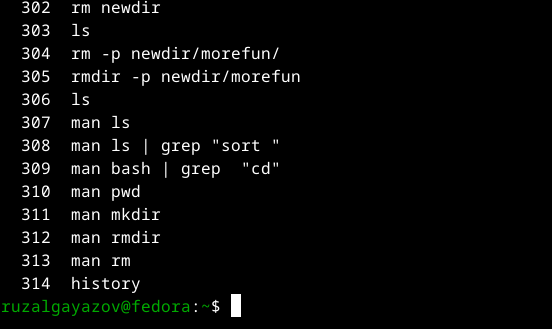 302 rm newdir
303 ls
304 rm -p newdir/morefun/
305 rmdir -p newdir/morefun
306 ls
307 man ls
308 man ls | grep "sort "
309 man bash | grep  "cd"
310 man pwd
311 man mkdir
312 man rmdir
313 man rm
314 history
ruzalgayazov@fedora:~$